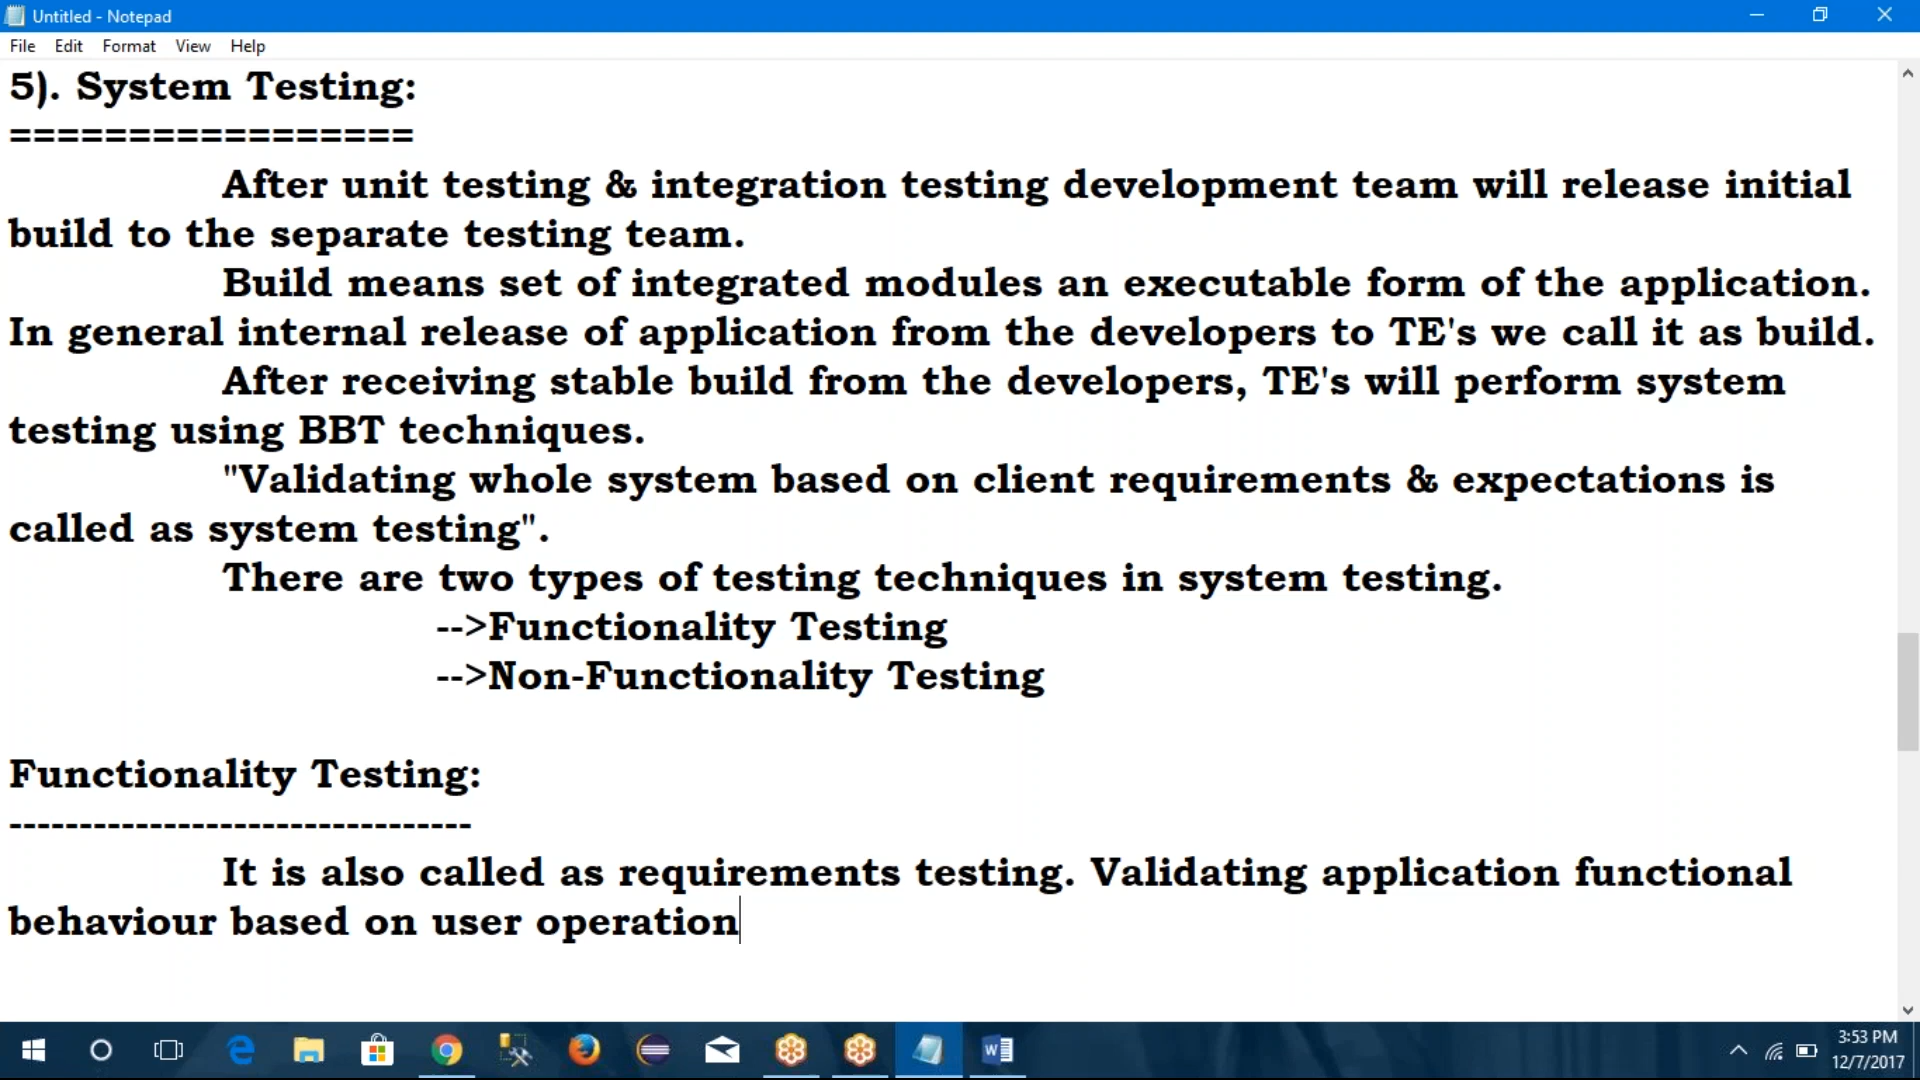 Untitled - Notepad
File Edit Format View Help
5). System Testing:
=================
After unit testing & integration testing development team will release initial
build to the separate testing team.
Build means set of integrated modules an executable form of the application.
In general internal release of application from the developers to TE's we call it as build.
After receiving stable build from the developers, TE's will perform system
testing using BBT techniques.
"Validating whole system based on client requirements & expectations is
called as system testing".
There are two types of testing techniques in system testing.
-->Functionality Testing
-->Non-Functionality Testing
Functionality Testing:
---------------------------------
It is also called as requirements testing. Validating application functional
behaviour based on user operation
3:53 PM
12/7/2017